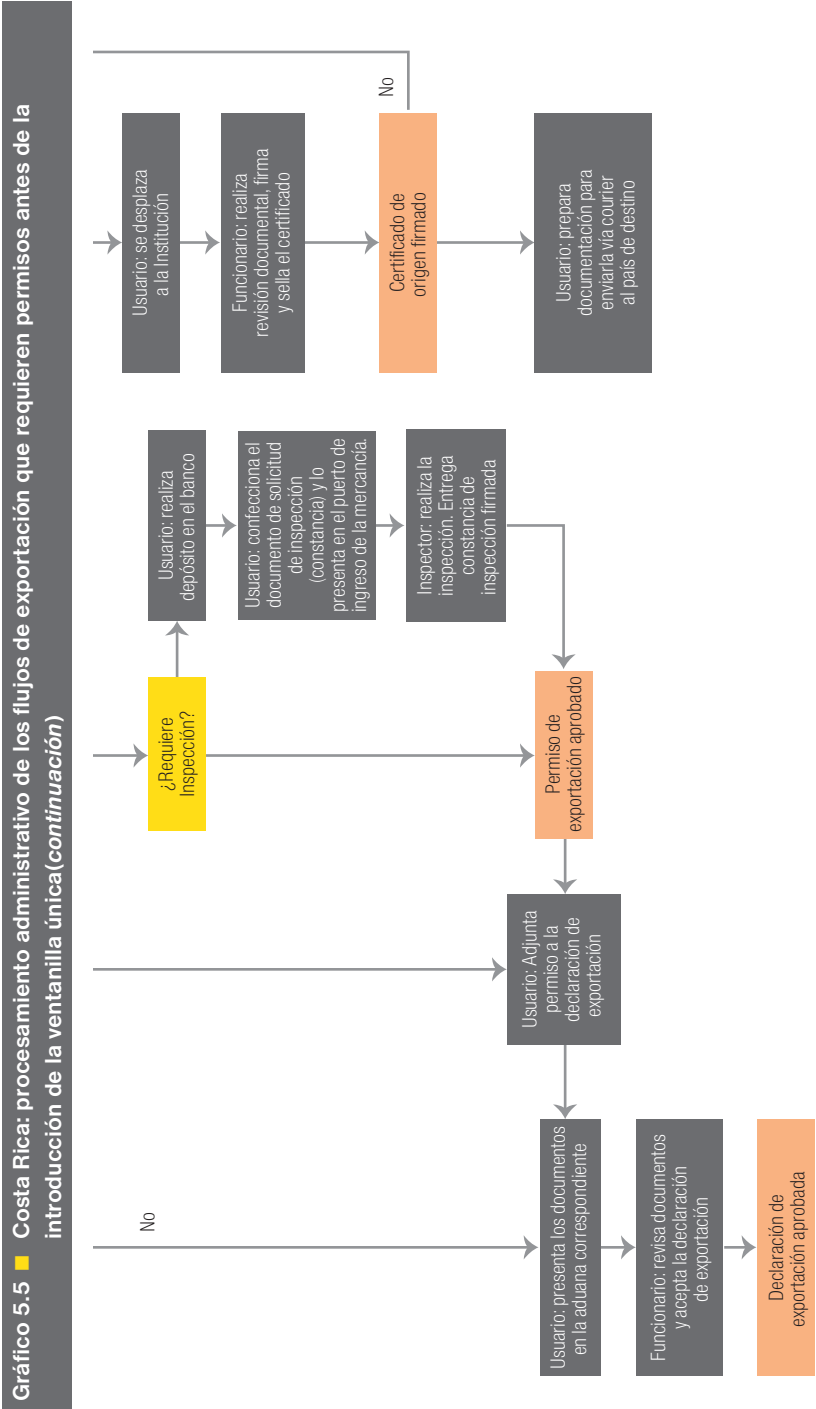 Gráfico 5.5 ■ Costa Rica: procesamiento administrativo de los flujos de exportación que requieren permisos antes de la
introducción de la ventanilla única(continuación)
No
Usuario: presenta los documentos
en la aduana correspondiente
Funcionario: revisa documentos
y acepta la declaración
de exportación
Declaración de
exportación aprobada
Usuario: Adjunta
permiso a la
declaración de
exportación
¿Requiere
Inspección?
Permiso de
exportación aprobado
Usuario: realiza
depósito en el banco
Usuario: confecciona el
documento de solicitud
de inspección
(constancia) y lo
presenta en el puerto de
ingreso de la mercancía.
Inspector: realiza la
inspección. Entrega
constancia de
inspección firmada
Usuario: se desplaza
a la Institución
Funcionario: realiza
revisión documental, firma
y sella el certificado
Certificado de
origen firmado
No
Usuario: prepara
documentación para
enviarla vía courier
al país de destino